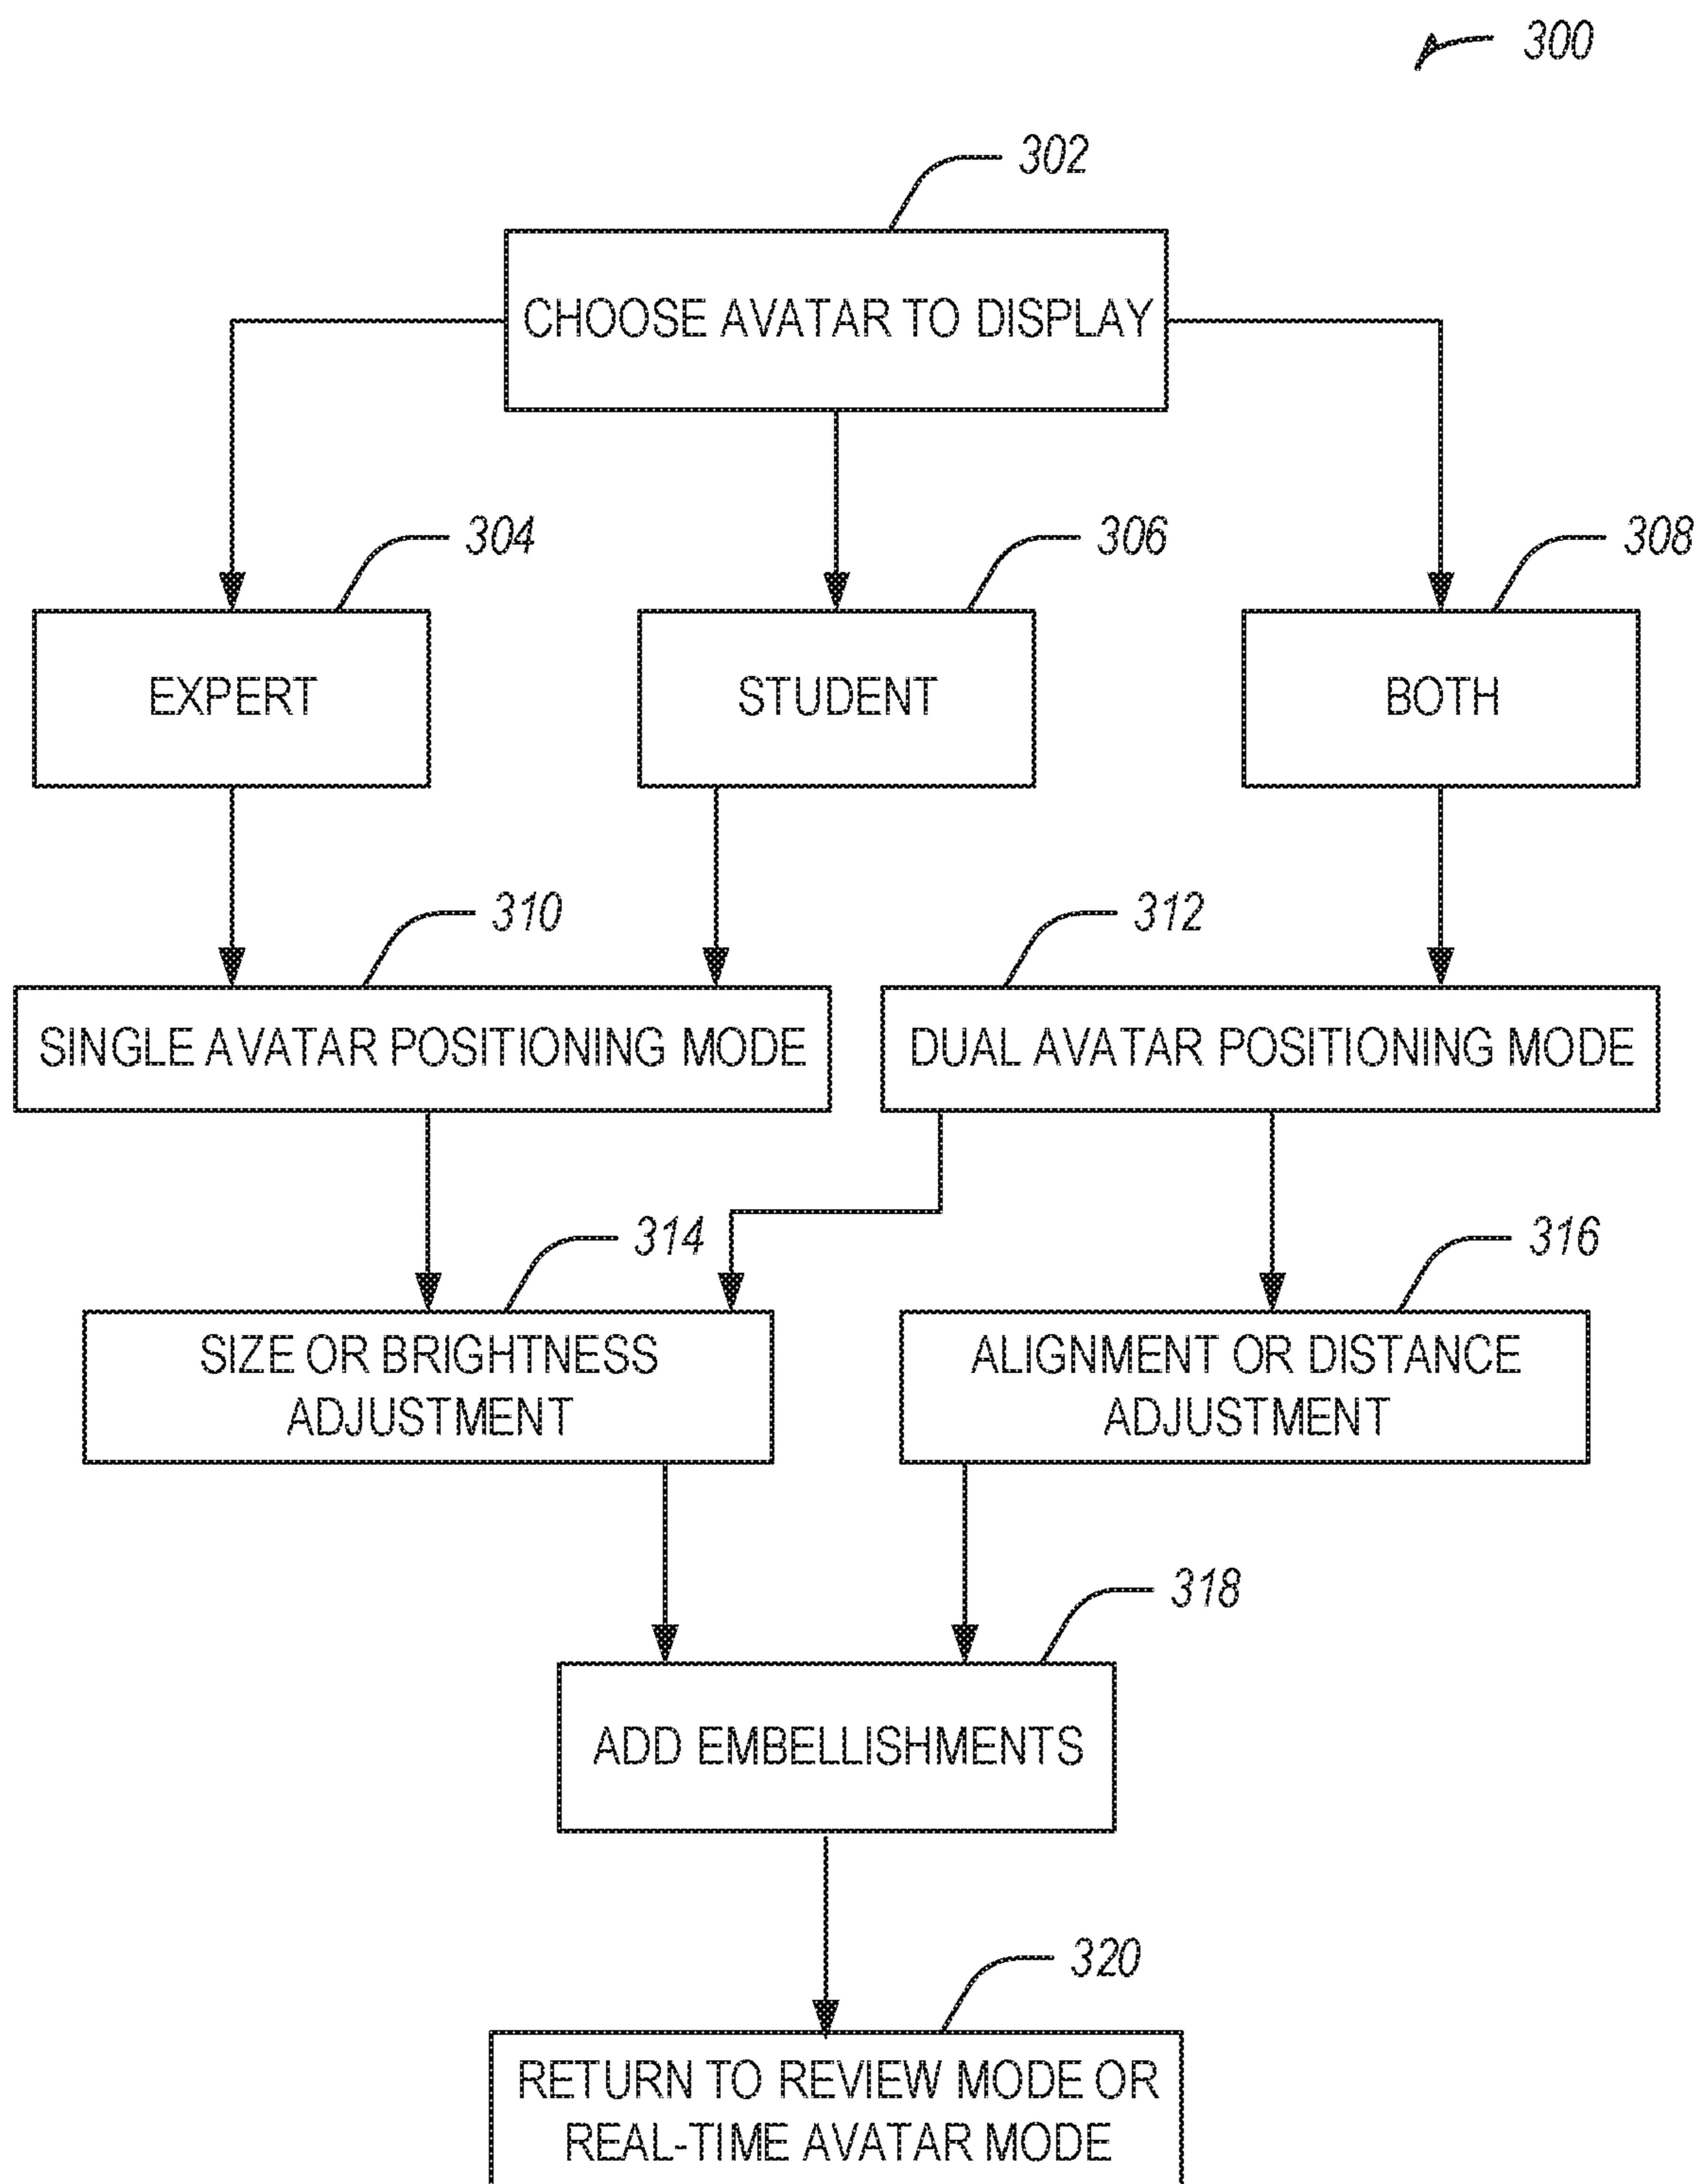 300
302
CHOOSE AVATAR TO DISPLAY
304
306
308
EXPERT
STUDENT
BOTH
310
312
SINGLE AVATAR POSITIONING MODE
DUAL AVATAR POSITIONING MODE
314
316
SIZE OR BRIGHTNESS
ADJUSTMENT
ALIGNMENT OR DISTANCE
ADJUSTMENT
318
ADD EMBELLISHMENTS
320
RETURN TO REVIEW MODE OR
REAL-TIME AVATAR MODE